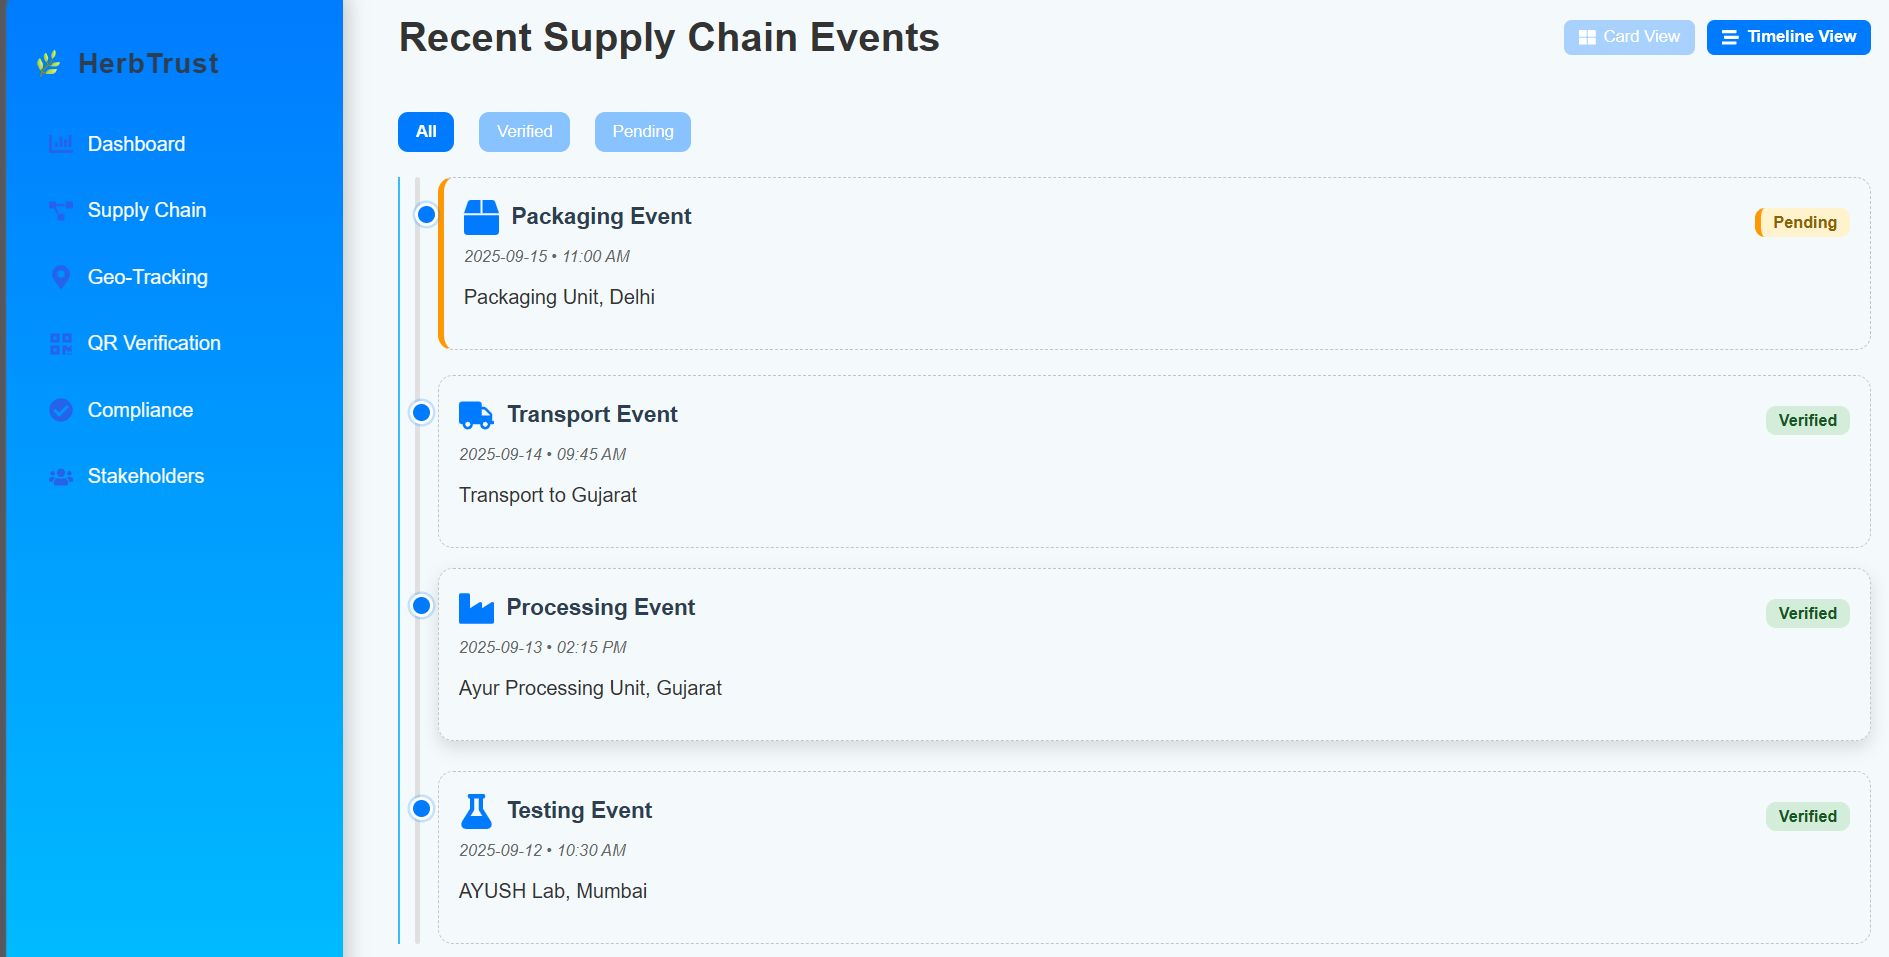 HerbTrust
Dashboard
Supply Chain
Geo-Tracking
QR Verification
Compliance
Stakeholders
Recent Supply Chain Events
Card View
Timeline View
All
Verified
Pending
Packaging Event
Pending
2025-09-15 • 11:00 AM
Packaging Unit, Delhi
Transport Event
Verified
2025-09-14 • 09:45 AM
Transport to Gujarat
Processing Event
Verified
2025-09-13 • 02:15 PM
Ayur Processing Unit, Gujarat
Testing Event
Verified
2025-09-12 • 10:30 AM
AYUSH Lab, Mumbai